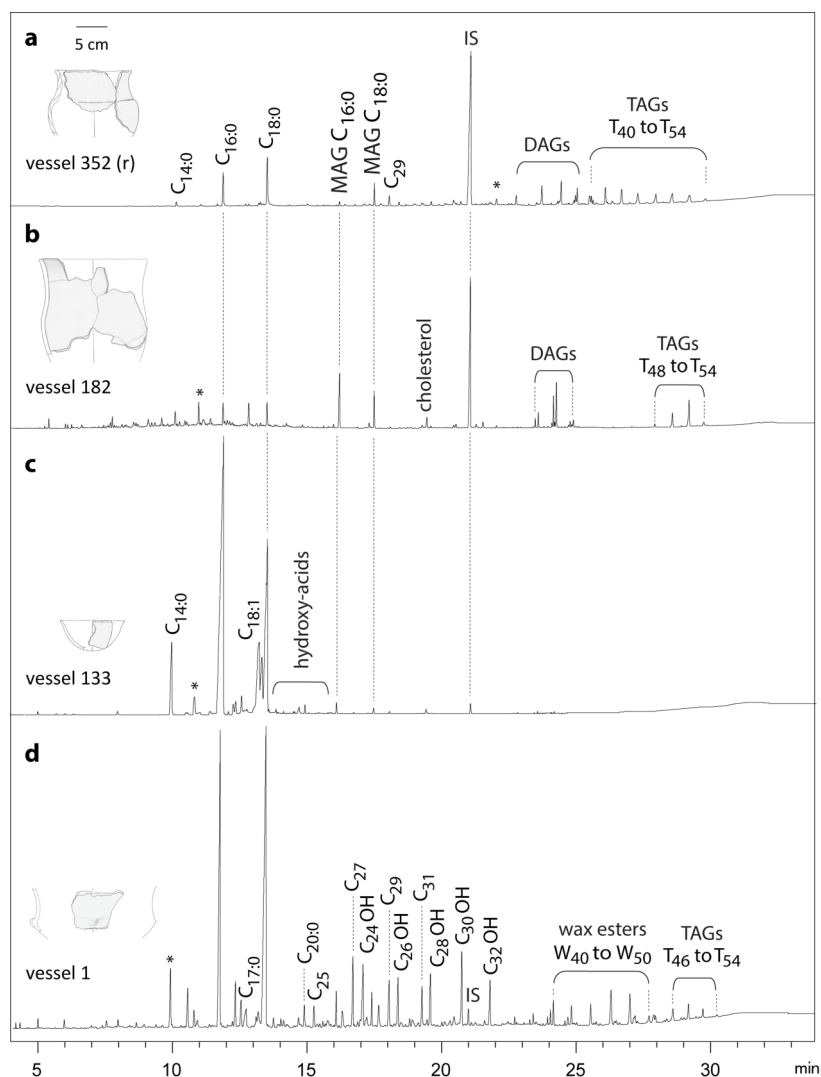 a
5 cm
vessel 352 (r)
C14:0
C16:0
C18:0
MAG C16:0
MAG C18:0
C29
IS
*
DAGs
TAGs
T40 to T54
b
vessel 182
*
cholesterol
DAGs
TAGs
T48 to T54
c
vessel 133
C14:0
*
C18:1
hydroxy-acids
d
vessel 1
*
C17:0
C20:0
C25
C27
C24 OH
C29
C26 OH
C31
C28 OH
C30 OH
IS
C32 OH
wax esters
W40 to W50
TAGs
T46 to T54
5 10 15 20 25 30 min